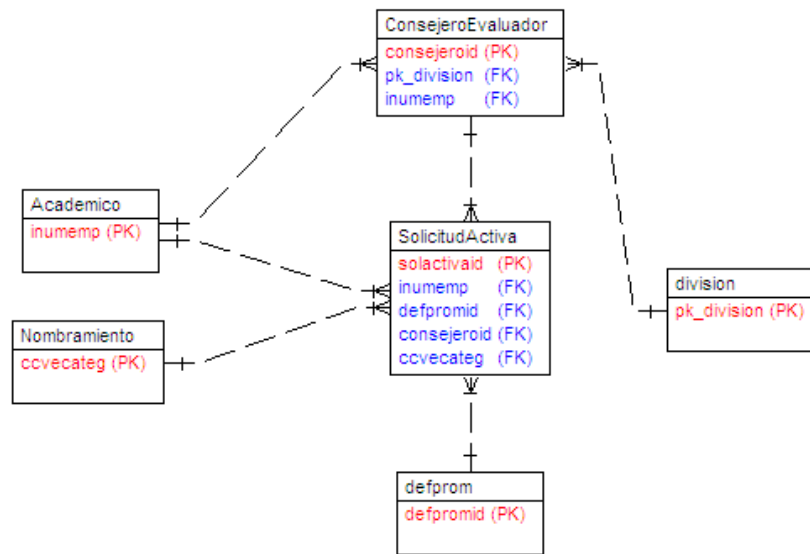 ConsejeroEvaluador
consejeroid (PK)
pk_division (FK)
inumemp (FK)
Academico
inumemp (PK)
SolicitudActiva
solactivaid (PK)
inumemp (FK)
defpromid (FK)
consejeroid (FK)
ccvecateg (FK)
division
pk_division (PK)
Nombramiento
ccvecateg (PK)
defprom
defpromid (PK)